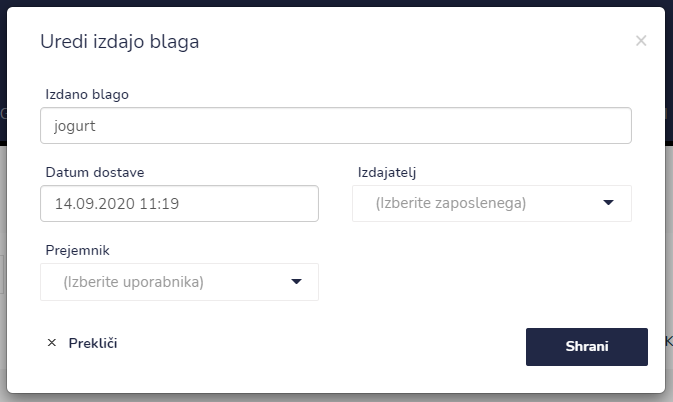 Uredi izdajo blaga
×
Izdano blago
jogurt
Datum dostave
Izdajatelj
14.09.2020 11:19
(Izberite zaposlenega)
Prejemnik
(Izberite uporabnika)
× Prekliči
Shrani